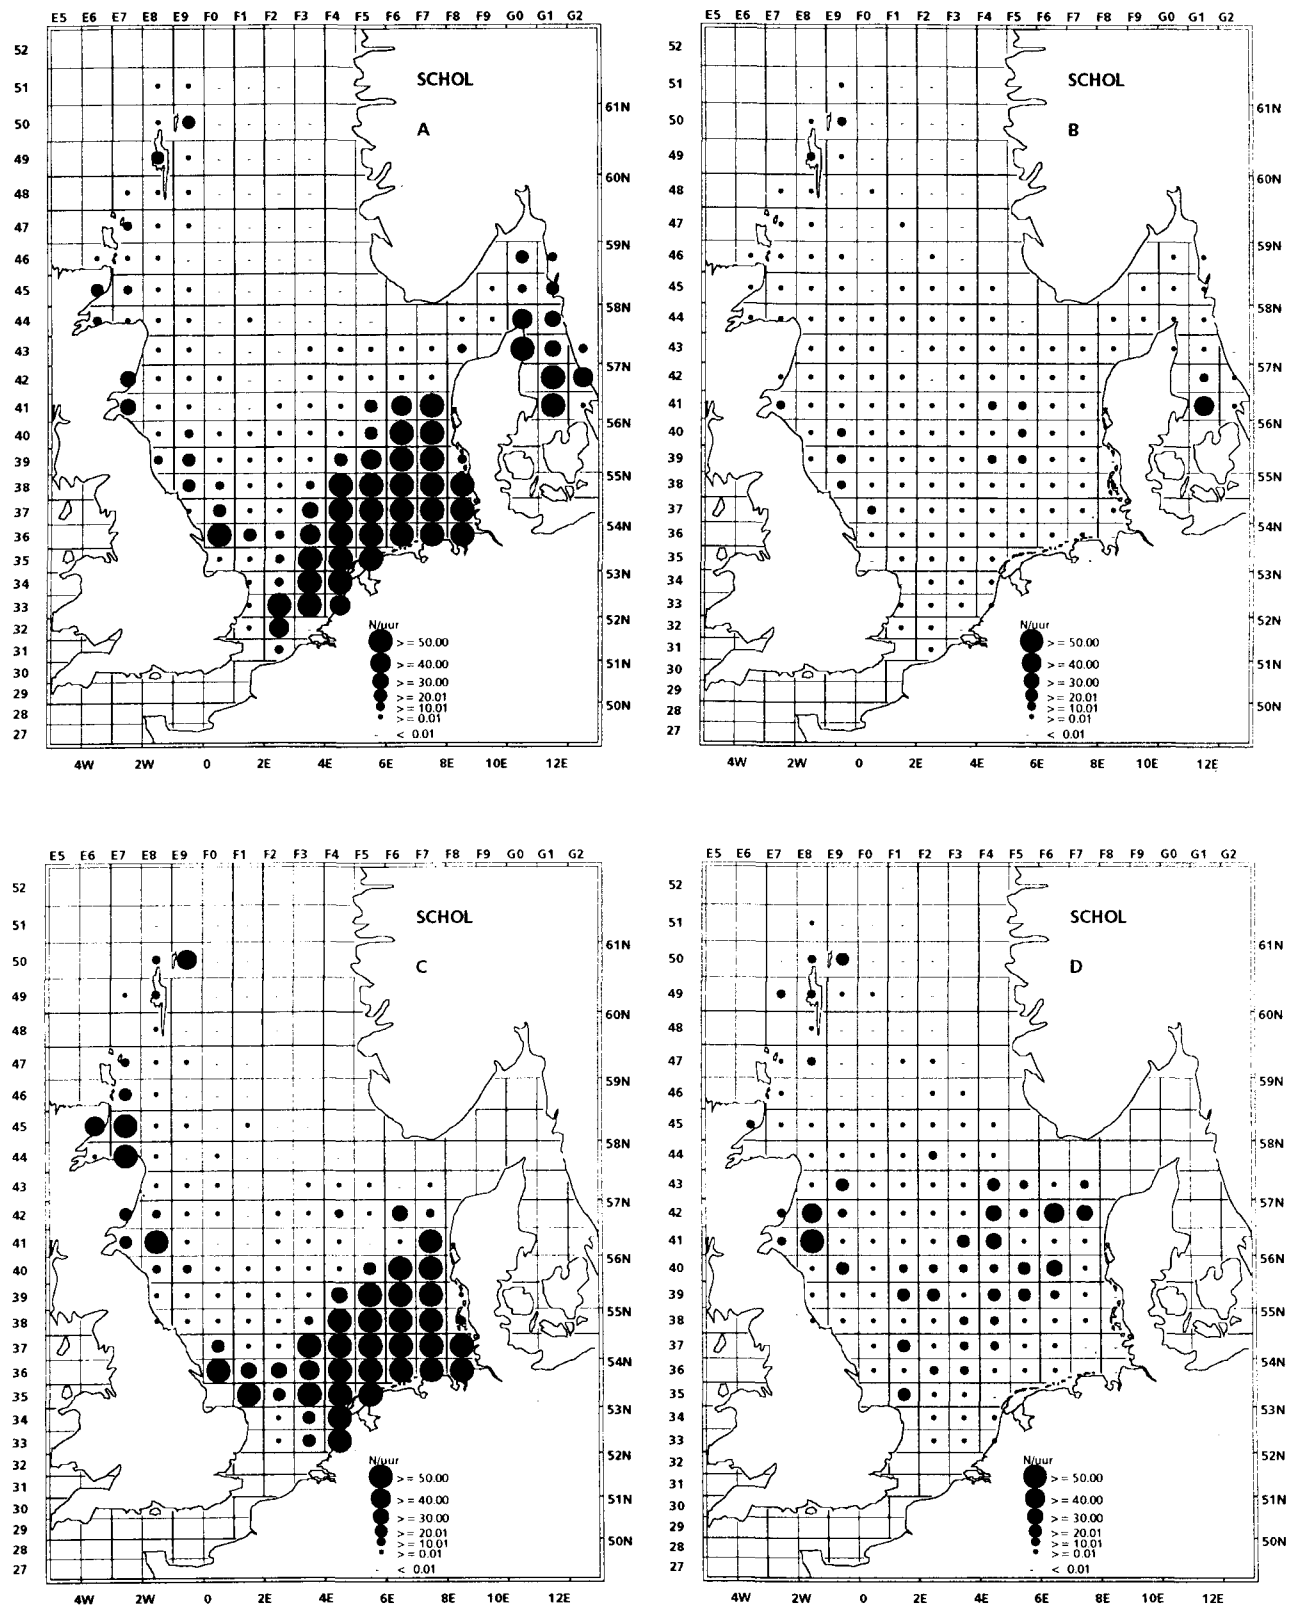 E5 E6 E7 E8 E9 F0 F1 F2 F3 F4 F5 F6 F7 F8 F9 G0 G1 G2
52
51
50
49
48
47
46
45
44
43
42
41
40
39
38
37
36
35
34
33
32
31
30
29
28
27
SCHOL
A
61N
60N
59N
58N
57N
56N
55N
54N
53N
52N
51N
50N
N/uur
>= 50.00
>= 40.00
>= 30.00
>= 20.01
>= 10.01
>= 0.01
< 0.01
4W 2W 0 2E 4E 6E 8E 10E 12E
E5 E6 E7 E8 E9 F0 F1 F2 F3 F4 F5 F6 F7 F8 F9 G0 G1 G2
52
51
50
49
48
47
46
45
44
43
42
41
40
39
38
37
36
35
34
33
32
31
30
29
28
27
SCHOL
B
61N
60N
59N
58N
57N
56N
55N
54N
53N
52N
51N
50N
N/uur
>= 50.00
>= 40.00
>= 30.00
>= 20.01
>= 10.01
>= 0.01
< 0.01
4W 2W 0 2E 4E 6E 8E 10E 12E
E5 E6 E7 E8 E9 F0 F1 F2 F3 F4 F5 F6 F7 F8 F9 G0 G1 G2
52
51
50
49
48
47
46
45
44
43
42
41
40
39
38
37
36
35
34
33
32
31
30
29
28
27
SCHOL
C
61N
60N
59N
58N
57N
56N
55N
54N
53N
52N
51N
50N
N/uur
>= 50.00
>= 40.00
>= 30.00
>= 20.01
>= 10.01
>= 0.01
< 0.01
4W 2W 0 2E 4E 6E 8E 10E 12E
E5 E6 E7 E8 E9 F0 F1 F2 F3 F4 F5 F6 F7 F8 F9 G0 G1 G2
52
51
50
49
48
47
46
45
44
43
42
41
40
39
38
37
36
35
34
33
32
31
30
29
28
27
SCHOL
D
61N
60N
59N
58N
57N
56N
55N
54N
53N
52N
51N
50N
N/uur
>= 50.00
>= 40.00
>= 30.00
>= 20.01
>= 10.01
>= 0.01
< 0.01
4W 2W 0 2E 4E 6E 8E 10E 12E